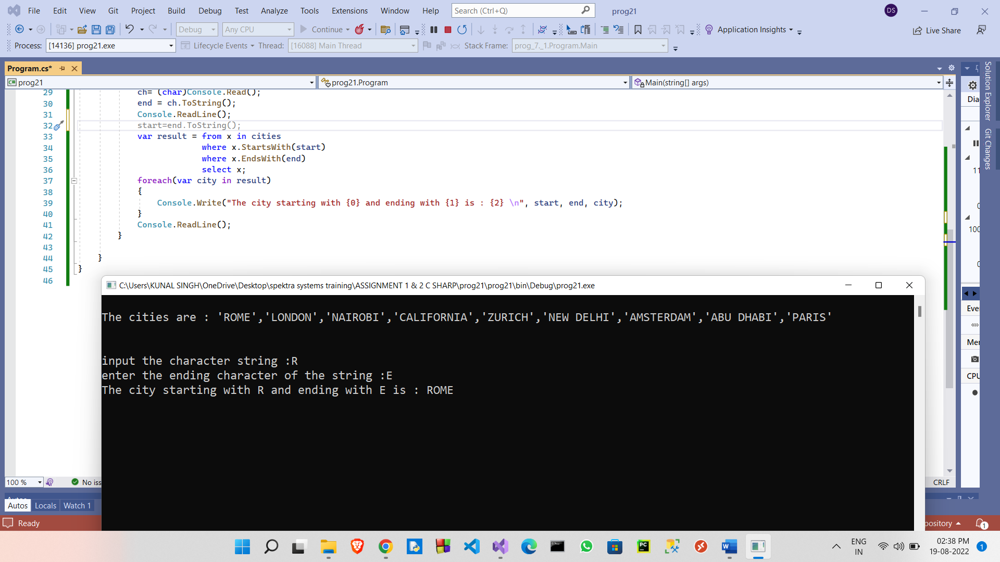 File Edit View Git Project Build Debug Test Analyze Tools Extensions Window Help Search (Ctrl+Q) prog21 DS
Debug Any CPU Continue Application Insights Live Share
Process: [14136] prog21.exe Lifecycle Events Thread: [16088] Main Thread Stack Frame: prog_7._1.Program.Main
Program.cs*
C# prog21 prog21.Program Main(string[] args)
29 ch= (char)Console.Read();
30 end = ch.ToString();
31 Console.ReadLine();
32 start=end.ToString();
33 var result = from x in cities
34 where x.StartsWith(start)
35 where x.EndsWith(end)
36 select x;
37 foreach(var city in result)
38 {
39 Console.Write("The city starting with {0} and ending with {1} is : {2} \n", start, end, city);
40 }
41 Console.ReadLine();
42 }
43
44 }
45 }
46
Solution Explorer
Git Changes
Dia
11
0
100
0
Eve
Mer
CPU
C:\Users\KUNAL SINGH\OneDrive\Desktop\spektra systems training\ASSIGNMENT 1 & 2 C SHARP\prog21\prog21\bin\Debug\prog21.exe
The cities are : 'ROME','LONDON','NAIROBI','CALIFORNIA','ZURICH','NEW DELHI','AMSTERDAM','ABU DHABI','PARIS'
input the character string :R
enter the ending character of the string :E
The city starting with R and ending with E is : ROME
100 % No iss CRLF
Autos
Autos Locals Watch 1
Ready pository 1
PC W ENG
IN
02:38 PM
19-08-2022
1